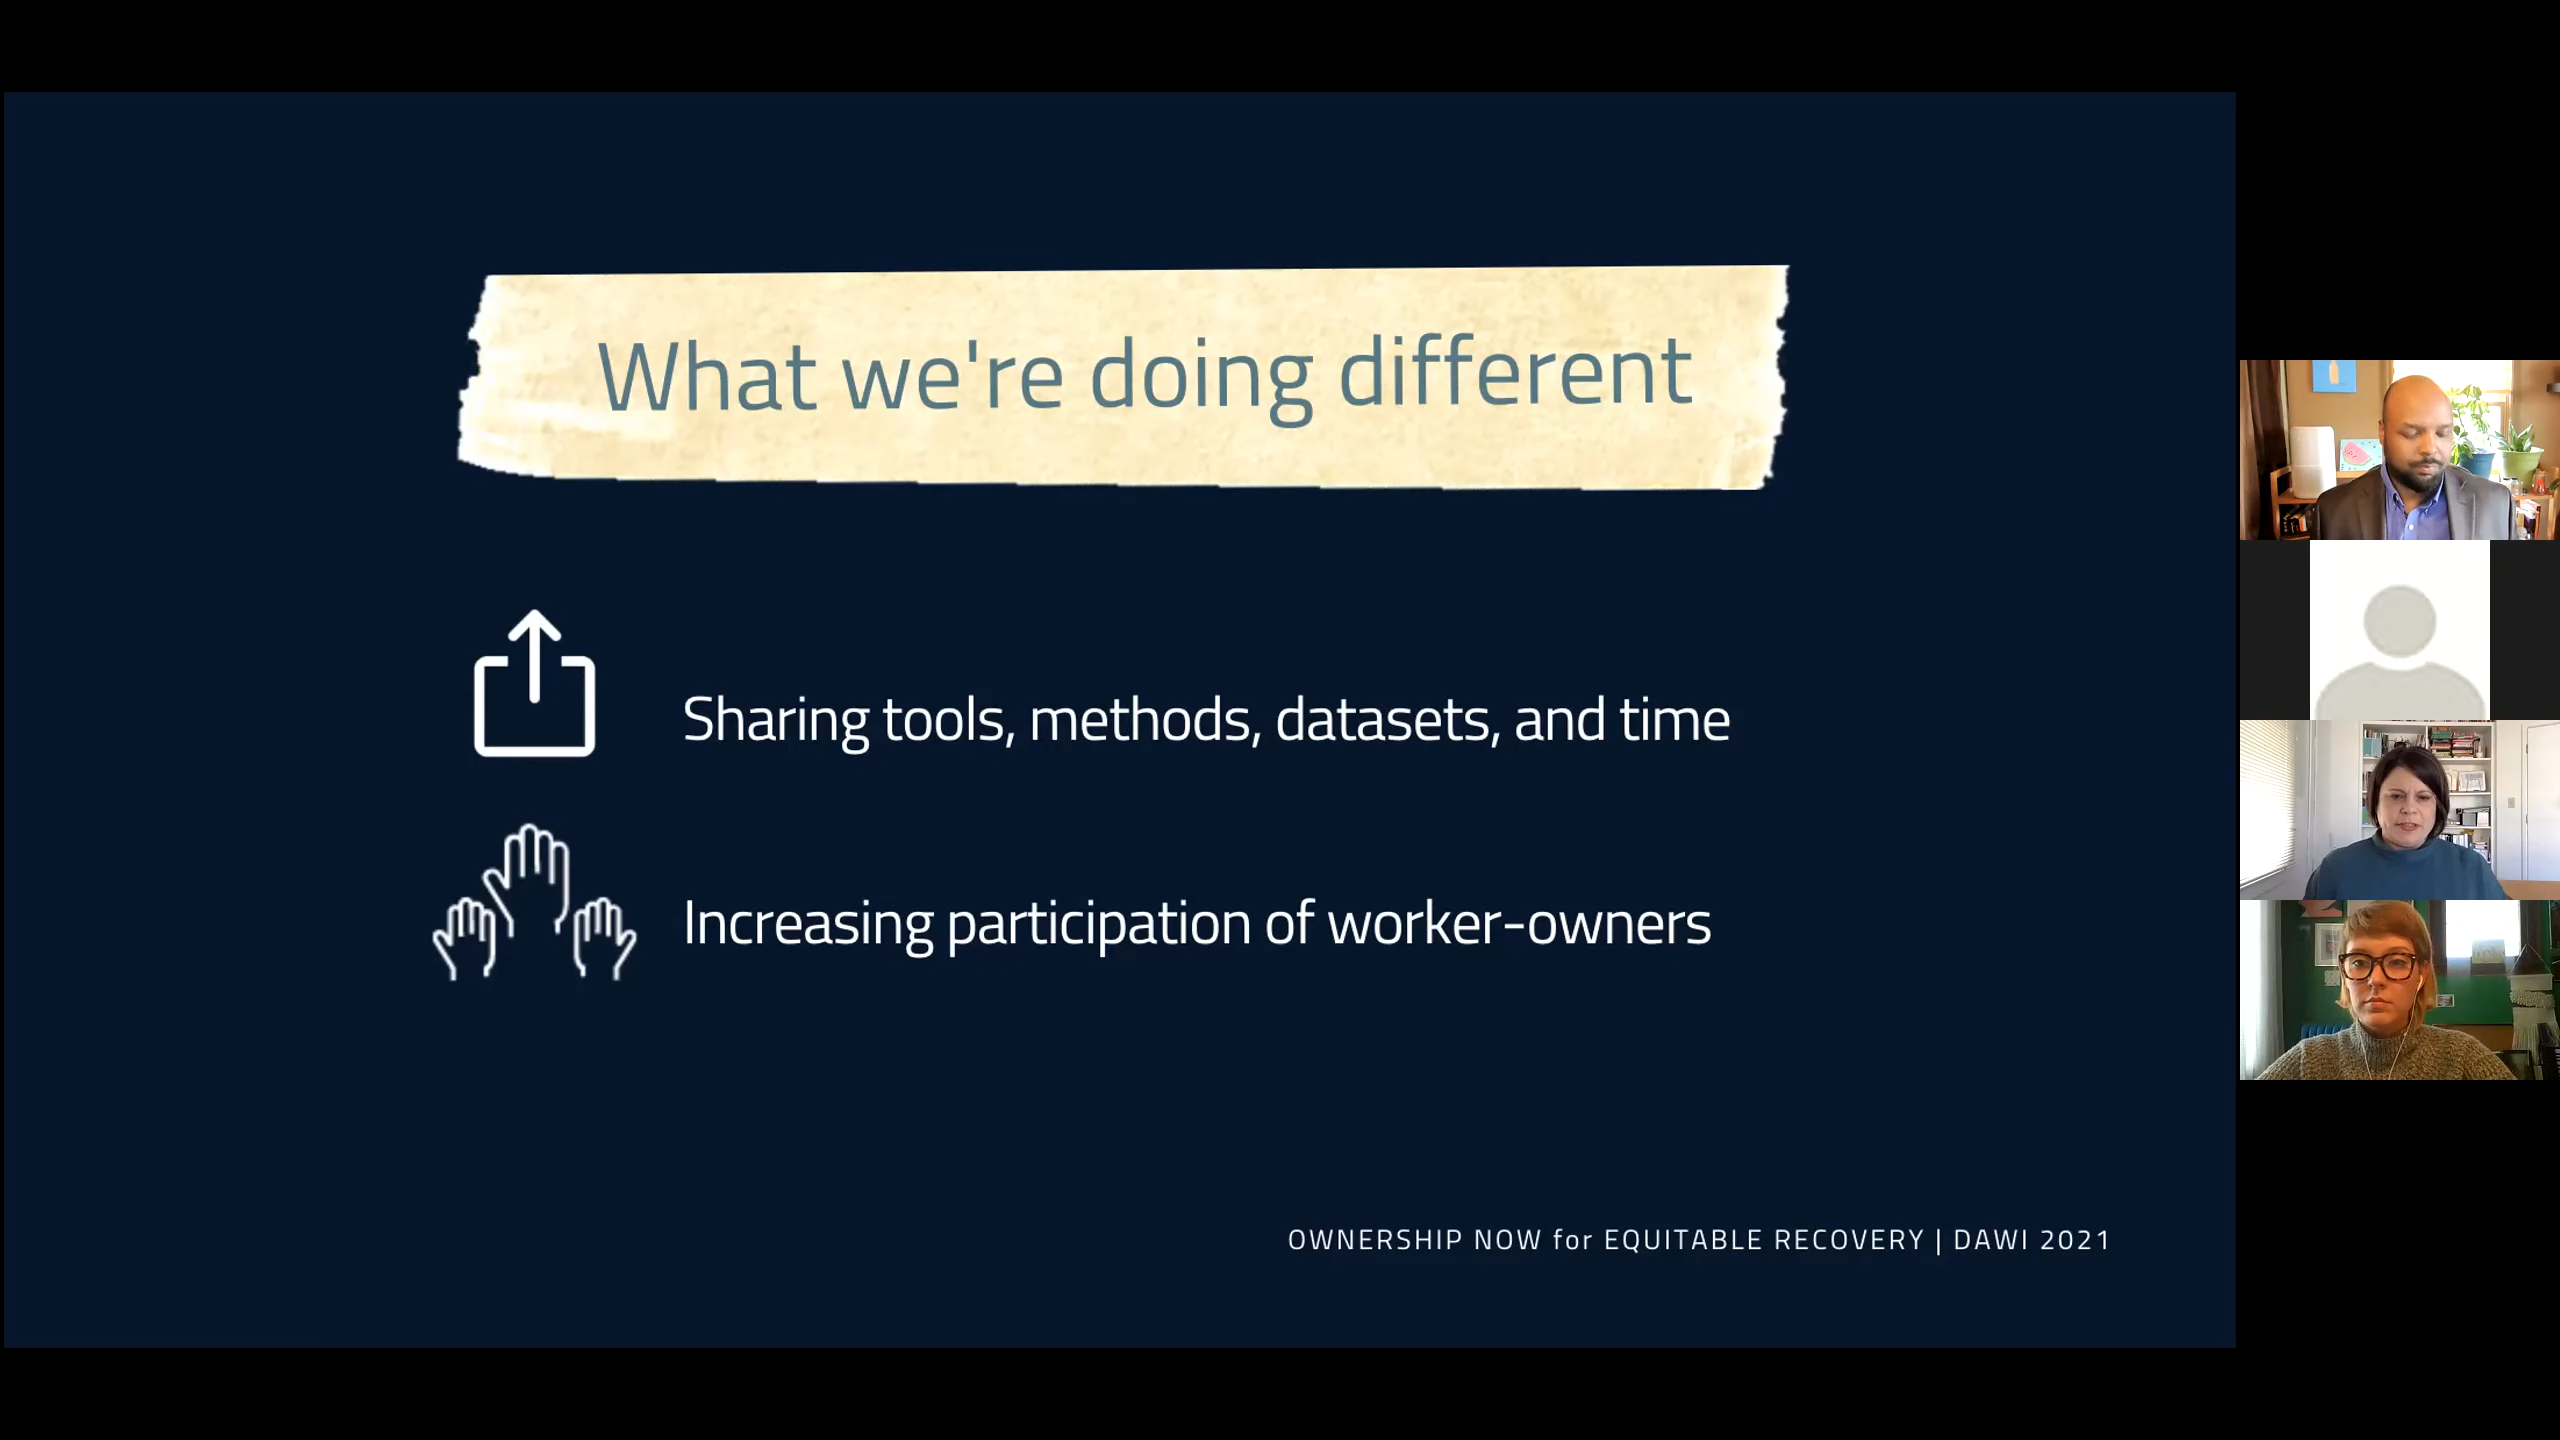 What we're doing different
Sharing tools, methods, datasets, and time
Increasing participation of worker-owners
OWNERSHIP NOW for EQUITABLE RECOVERY | DAWI 2021